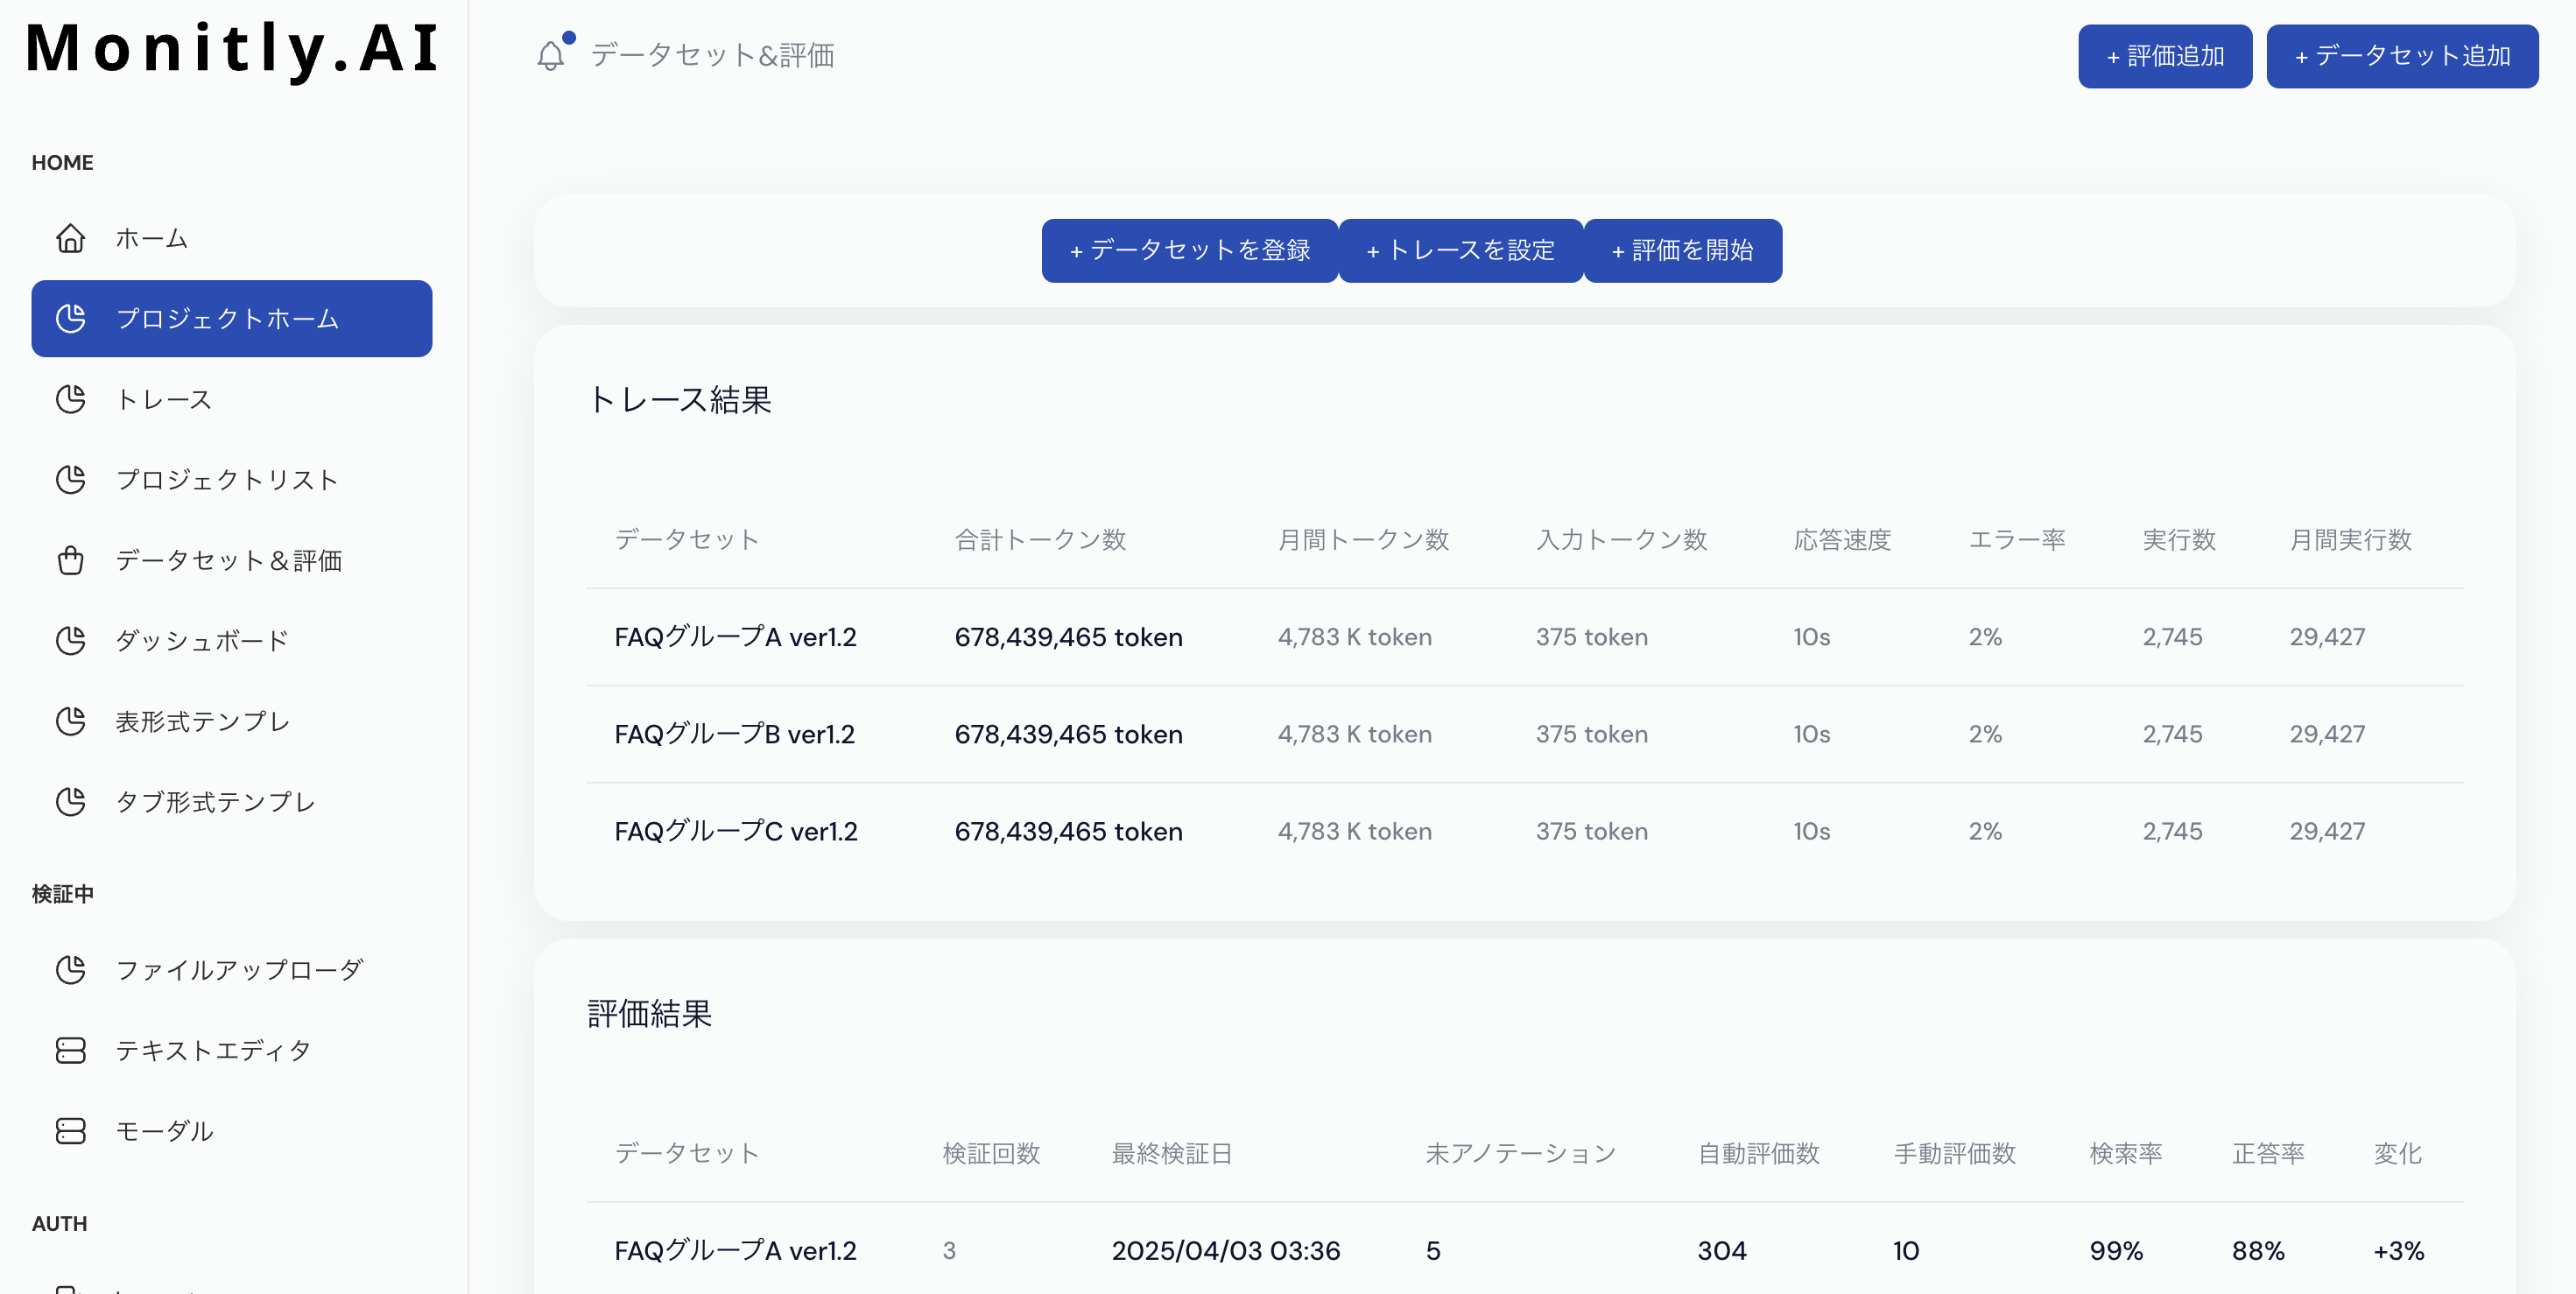 Monitly.AI
HOME
ホーム
プロジェクトホーム
トレース
プロジェクトリスト
データセット＆評価
ダッシュボード
表形式テンプレ
タブ形式テンプレ
検証中
ファイルアップローダ
テキストエディタ
モーダル
AUTH
データセット&評価
+ 評価追加
+ データセット追加
+ データセットを登録
+ トレースを設定
+ 評価を開始
トレース結果
データセット 合計トークン数 月間トークン数 入力トークン数 応答速度 エラー率 実行数 月間実行数
FAQグループA ver1.2 678,439,465 token 4,783 K token 375 token 10s 2% 2,745 29,427
FAQグループB ver1.2 678,439,465 token 4,783 K token 375 token 10s 2% 2,745 29,427
FAQグループC ver1.2 678,439,465 token 4,783 K token 375 token 10s 2% 2,745 29,427
評価結果
データセット 検証回数 最終検証日 未アノテーション 自動評価数 手動評価数 検索率 正答率 変化
FAQグループA ver1.2 3 2025/04/03 03:36 5 304 10 99% 88% +3%